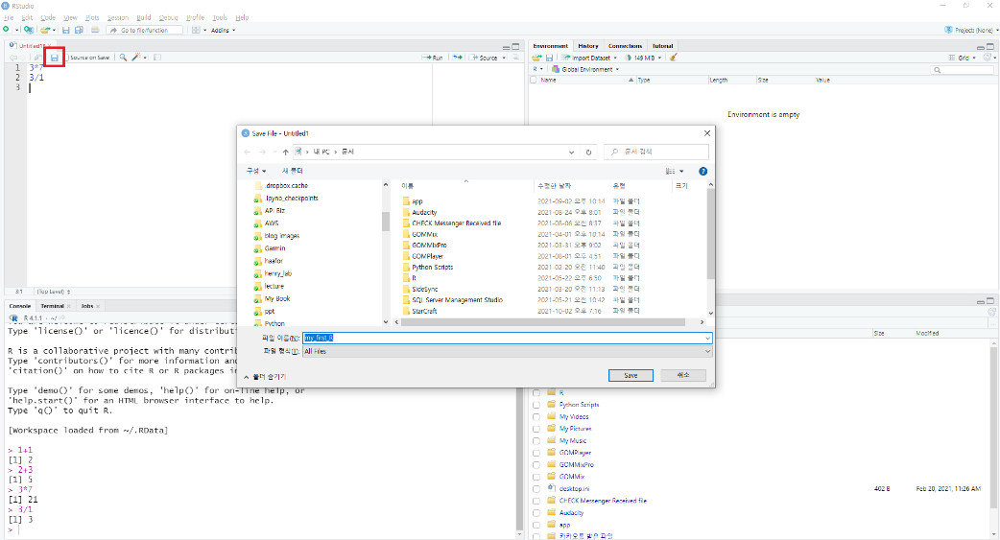 RStudio
File Edit Code View Plots Session Build Debug Profile Tools Help
Go to file/function Addins Project: (None)
Untitled1*
Source on Save Run Source
1 3*7
2 3/1
3
3:1 (Top Level)
Environment History Connections Tutorial
Import Dataset 149 MiB Grid
R Global Environment
Name Type Length Size Value
Environment is empty
Save File - Untitled1
내 PC 문서 문서 검색
구성 새 폴더
.dropbox.cache
.ipynb_checkpoints
API Biz
AWS
blog images
Garmin
haafor
henry_lab
lecture
My Book
ppt
Python
이름 수정한 날짜 유형 크기
app 2021-09-02 오후 10:14 파일 폴더
Audacity 2021-08-24 오후 8:01 파일 폴더
CHECK Messenger Received file 2021-08-06 오전 8:37 파일 폴더
GOMMix 2021-04-01 오후 10:14 파일 폴더
GOMMixPro 2021-03-31 오후 9:02 파일 폴더
GOMPlayer 2021-08-01 오후 4:51 파일 폴더
Python Scripts 2021-02-20 오전 11:40 파일 폴더
R 2021-05-22 오후 6:50 파일 폴더
SideSync 2021-03-20 오전 11:13 파일 폴더
SQL Server Management Studio 2021-05-21 오전 10:42 파일 폴더
StarCraft 2021-10-02 오후 7:16 파일 폴더
파일 이름(N): my_first_R
파일 형식(T): All Files
폴더 숨기기 Save 취소
Console Terminal Jobs
R 4.1.1 · ~/
Type 'license()' or 'licence()' for distribut
R is a collaborative project with many contrib
Type 'contributors()' for more information and
'citation()' on how to cite R or R packages in
Type 'demo()' for some demos, 'help()' for on-line help, or
'help.start()' for an HTML browser interface to help.
Type 'q()' to quit R.
[Workspace loaded from ~/.RData]
> 1+1
[1] 2
> 2+3
[1] 5
> 3*7
[1] 21
> 3/1
[1] 3
>
Size Modified
R
Python Scripts
My Videos
My Pictures
My Music
GOMPlayer
GOMMixPro
GOMMix
desktop.ini 402 B Feb 20, 2021, 11:26 AM
CHECK Messenger Received file
Audacity
app
카카오톡 받은 파일